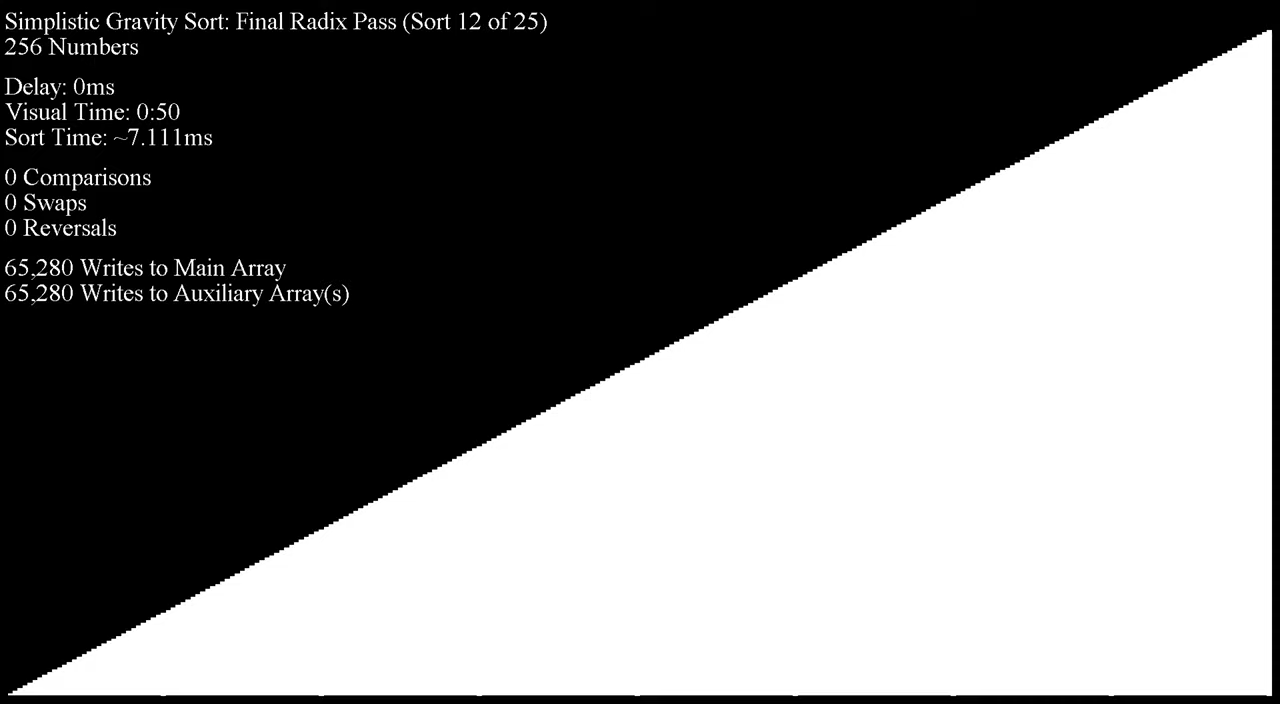 Simplistic Gravity Sort: Final Radix Pass (Sort 12 of 25)
256 Numbers
Delay: 0ms
Visual Time: 0:50
Sort Time: ~7.111ms
0 Comparisons
0 Swaps
0 Reversals
65,280 Writes to Main Array
65,280 Writes to Auxiliary Array(s)